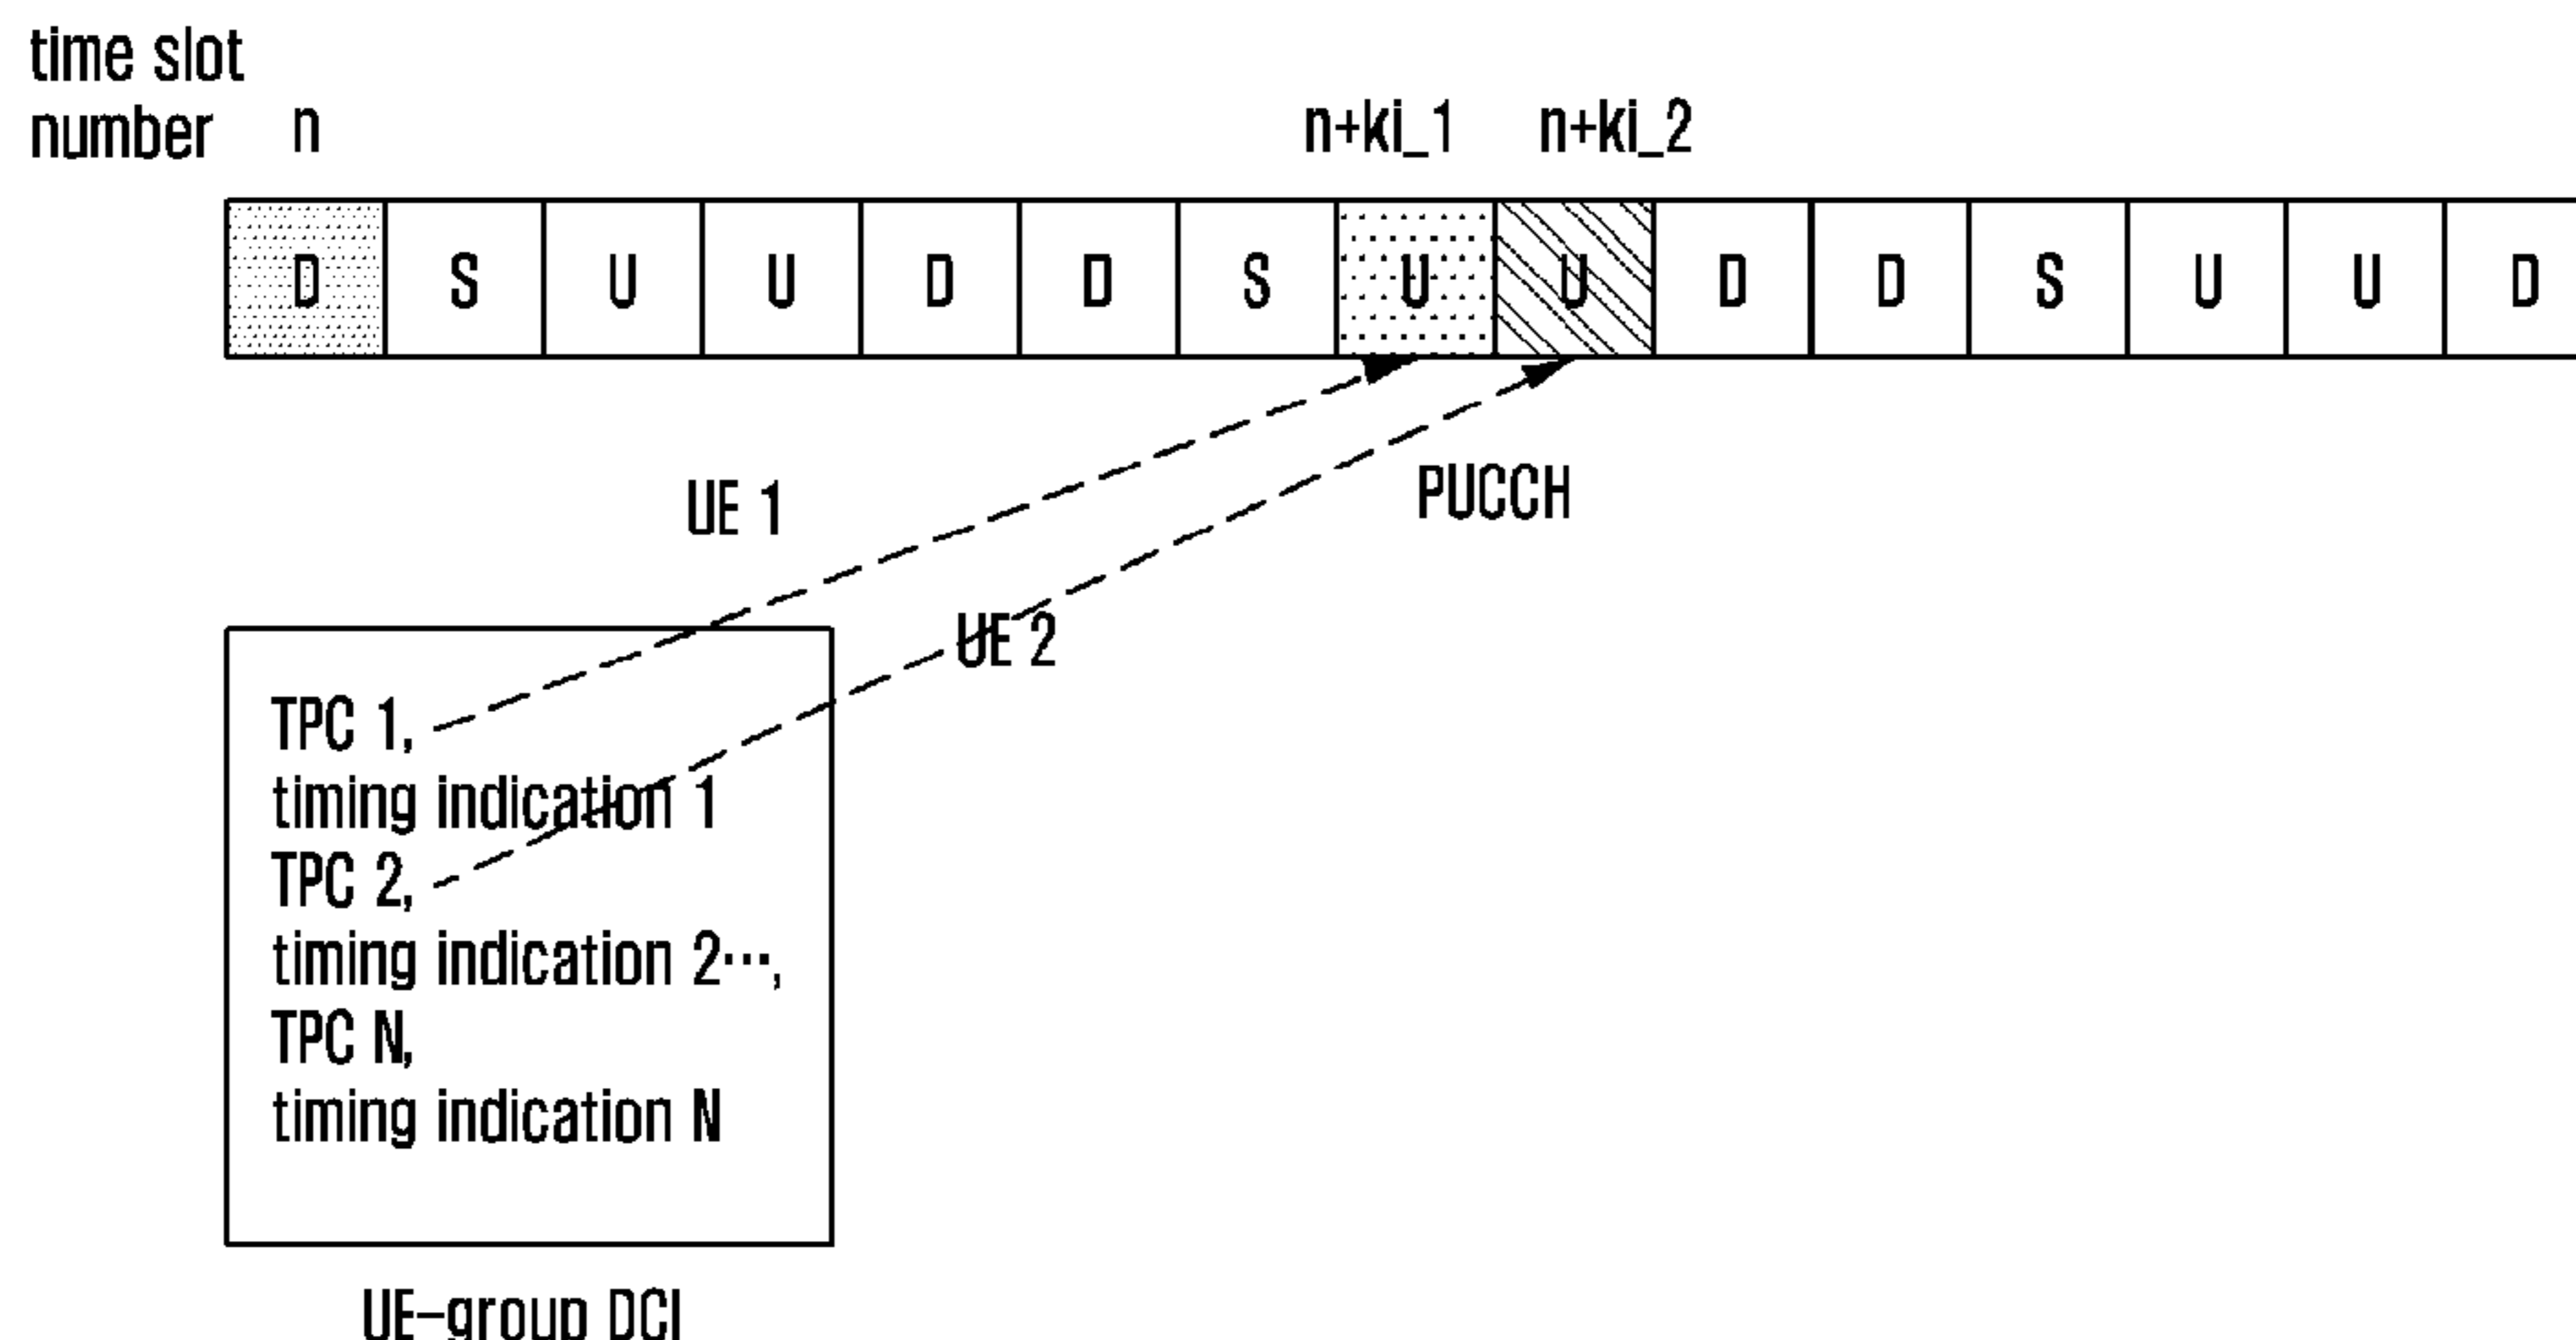 time slot
number n n+ki_1 n+ki_2
D S U U D D S U U D D S U U D
UE 1
PUCCH
UE 2
TPC 1,
timing indication 1
TPC 2,
timing indication 2···,
TPC N,
timing indication N
UE-group DCI